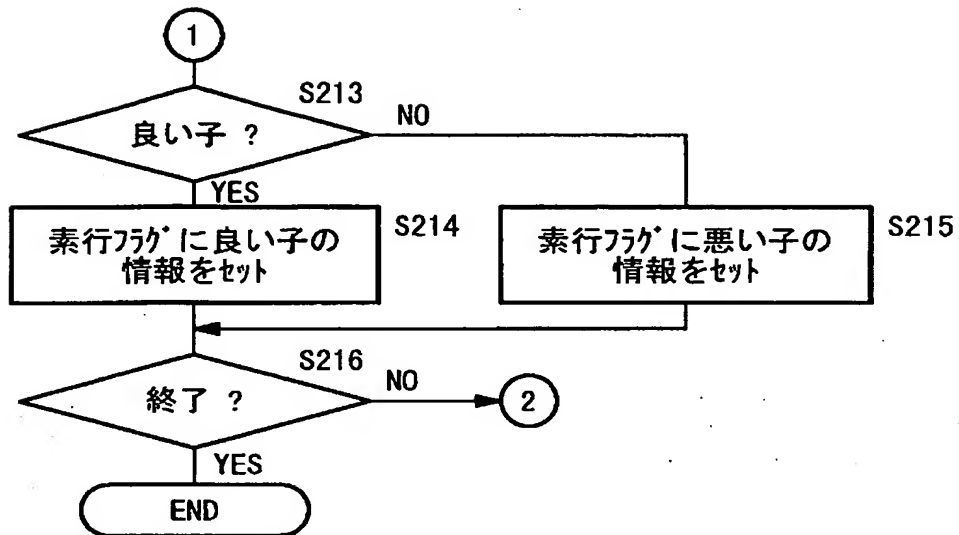 1
S213
良い子 ?
NO
YES
素行ﾌﾗｸﾞに良い子の
情報をｾｯﾄ
S214
素行ﾌﾗｸﾞに悪い子の
情報をｾｯﾄ
S215
S216
終了 ?
NO
2
YES
END